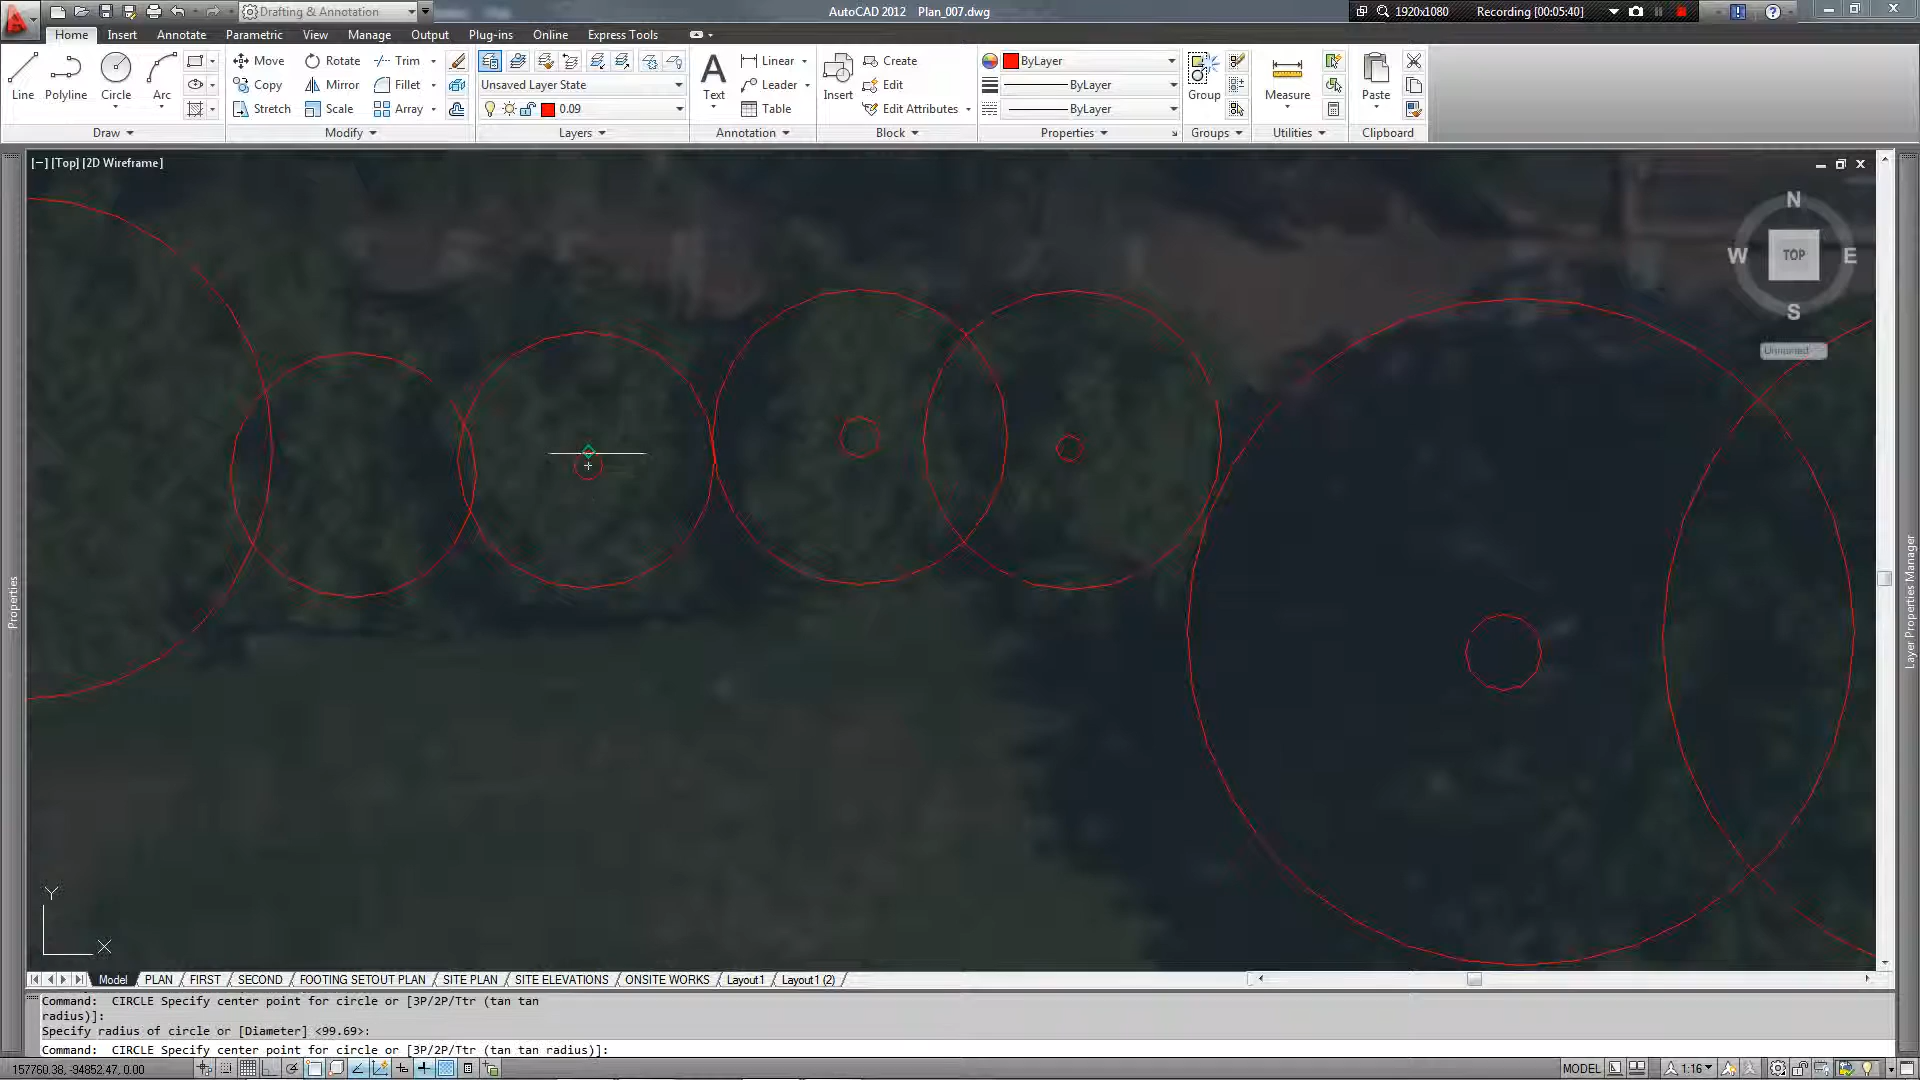 Drafting & Annotation
AutoCAD 2012 Plan_007.dwg
1920x1080 Recording [00:05:40]
Home Insert Annotate Parametric View Manage Output Plug-ins Online Express Tools
Line Polyline Circle Arc
Move Rotate Trim
Copy Mirror Fillet
Stretch Scale Array
Unsaved Layer State
0.09
Text
Linear
Leader
Table
Insert
Create
Edit
Edit Attributes
ByLayer
ByLayer
ByLayer
Group
Measure
Paste
Draw Modify Layers Annotation Block Properties Groups Utilities Clipboard
[−] [Top] [2D Wireframe]
N
W TOP E
S
Unnamed
Properties
Layer Properties Manager
Y
X
Model PLAN FIRST SECOND FOOTING SETOUT PLAN SITE PLAN SITE ELEVATIONS ONSITE WORKS Layout1 Layout1 (2)
Command: CIRCLE Specify center point for circle or [3P/2P/Ttr (tan tan
radius)]:
Specify radius of circle or [Diameter] <99.69>:
Command: CIRCLE Specify center point for circle or [3P/2P/Ttr (tan tan radius)]:
157760.38, -94852.47, 0.00
MODEL
1:16